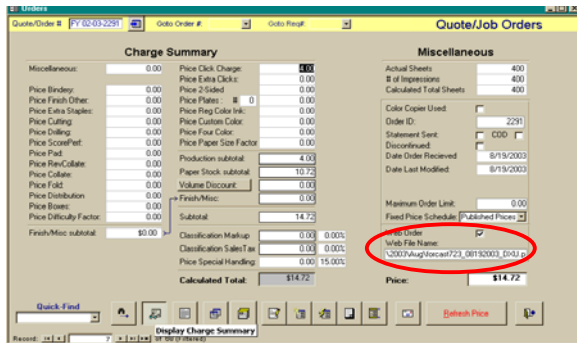 Orders
Quote/Order # FY 02-03-2291 Goto Order #: Goto Req#: Quote/Job Orders
Charge Summary
Miscellaneous: 0.00
Price Bindery: 0.00
Price Finish Other: 0.00
Price Extra Staples: 0.00
Price Cutting: 0.00
Price Drilling: 0.00
Price ScorePerf: 0.00
Price Pad: 0.00
Price RevCollate: 0.00
Price Collate: 0.00
Price Fold: 0.00
Price Distribution 0.00
Price Boxes: 0.00
Price Difficulty Factor: 0.00
Finish/Misc subtotal: $0.00
Price Click Charge: 4.00
Price Extra Clicks: 0.00
Price 2-Sided 0.00
Price Plates : # 0 0.00
Price Reg Color Ink: 0.00
Price Custom Color: 0.00
Price Four Color: 0.00
Price Paper Size Factor 0.00
Production subtotal: 4.00
Paper Stock subtotal: 10.72
Volume Discount: 0.00
Finish/Misc: 0.00
Subtotal: 14.72
Classification Markup 0.00 0.00%
Classification SalesTax 0.00 0.00%
Price Special Handling: 0.00 15.00%
Calculated Total: $14.72
Miscellaneous
Actual Sheets 400
# of Impressions 400
Calculated Total Sheets 400
Color Copier Used:
Order ID: 2291
Statement Sent: COD
Discontinued:
Date Order Recieved 8/19/2003
Date Last Modified: 8/19/2003
Maximum Order Limit: 0.00
Fixed Price Schedule: Published Prices
Web Order
Web File Name:
\2003\Aug\forcast723_08192003_DXU.p
Price: $14.72
Quick-Find
Refresh Price
Display Charge Summary
Record: 7 (Filtered)